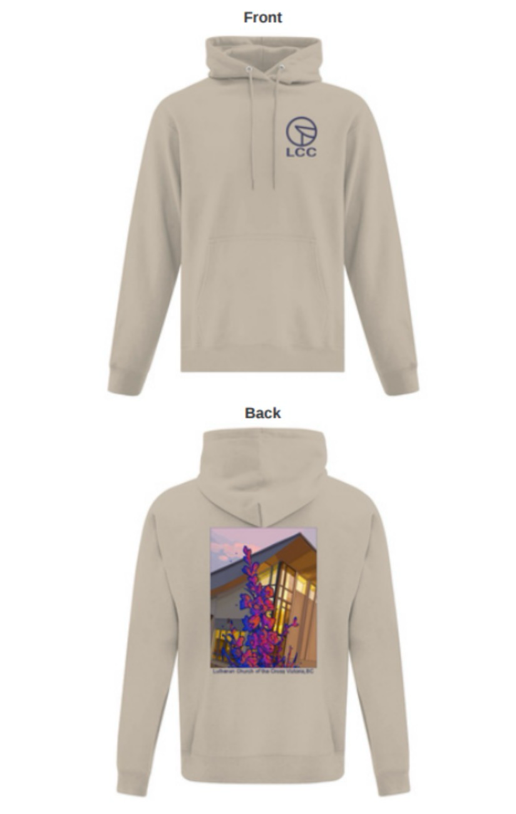 Front
LCC
Back
Lutheran Church of the Cross Victoria, BC